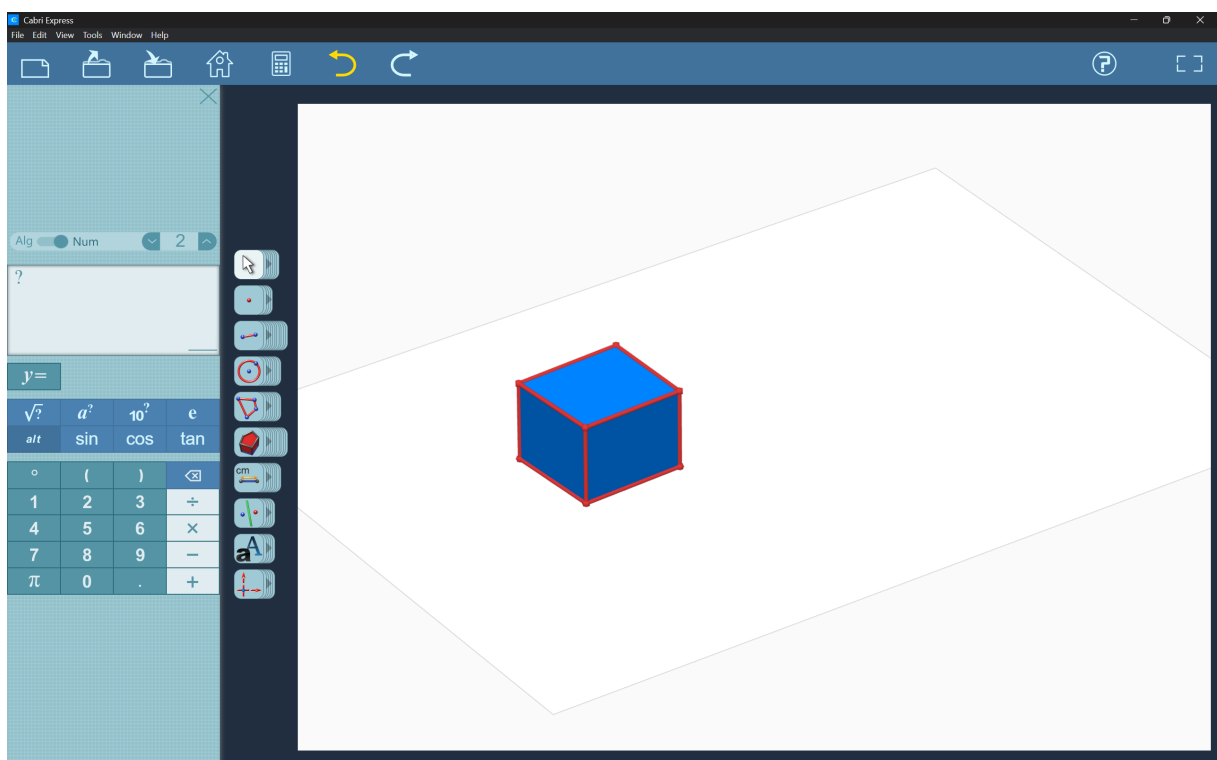 C Cabri Express
File Edit View Tools Window Help
?
Alg Num 2
?
y=
√? a? 10? e
alt sin cos tan
° ( )
1 2 3 ÷
4 5 6 ×
7 8 9 −
π 0 . +
cm
aA